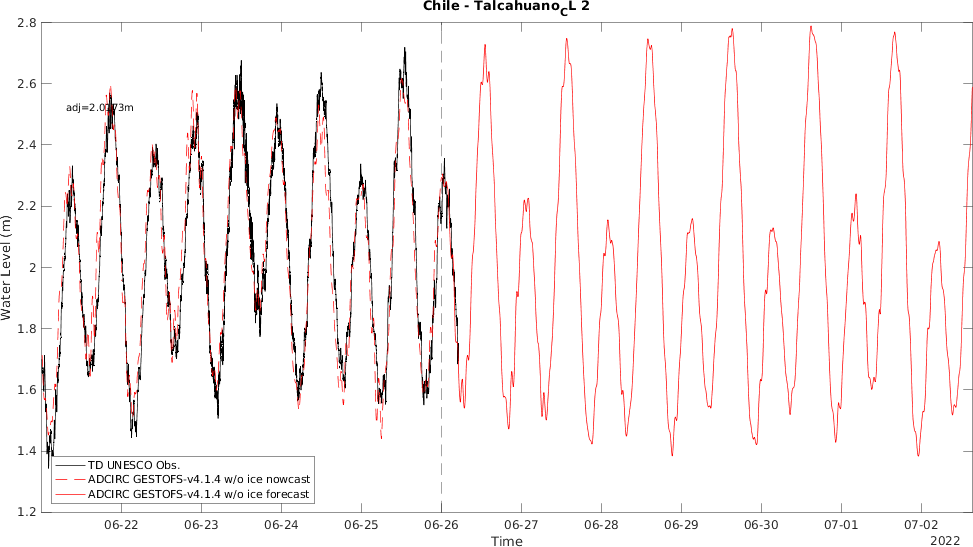 Chile - Talcahuano_CL 2
2.8
2.6
2.4
2.2
2
1.8
1.6
1.4
1.2
Water Level (m)
adj=2.0173m
TD UNESCO Obs.
ADCIRC GESTOFS-v4.1.4 w/o ice nowcast
ADCIRC GESTOFS-v4.1.4 w/o ice forecast
06-22 06-23 06-24 06-25 06-26 06-27 06-28 06-29 06-30 07-01 07-02
Time
2022